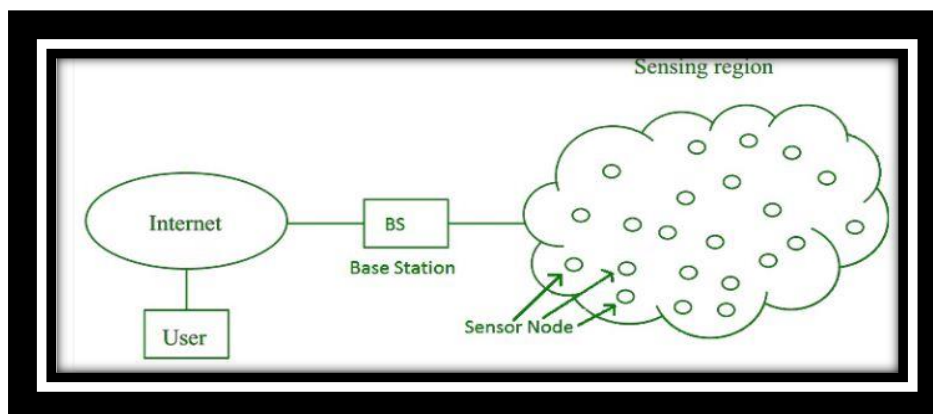 Sensing region
Internet
BS
Base Station
User
Sensor Node